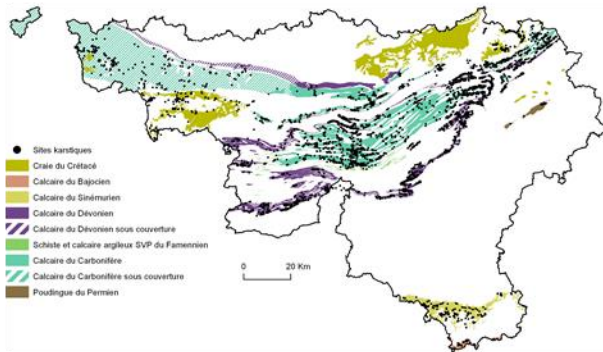 Sites karstiques
Craie du Crétacé
Calcaire du Bajocien
Calcaire du Sinémurien
Calcaire du Dévonien
Calcaire du Dévonien sous couverture
Schiste et calcaire argileux SVP du Famennien
Calcaire du Carbonifère
Calcaire du Carbonifère sous couverture
Poudingue du Permien
0 20 Km